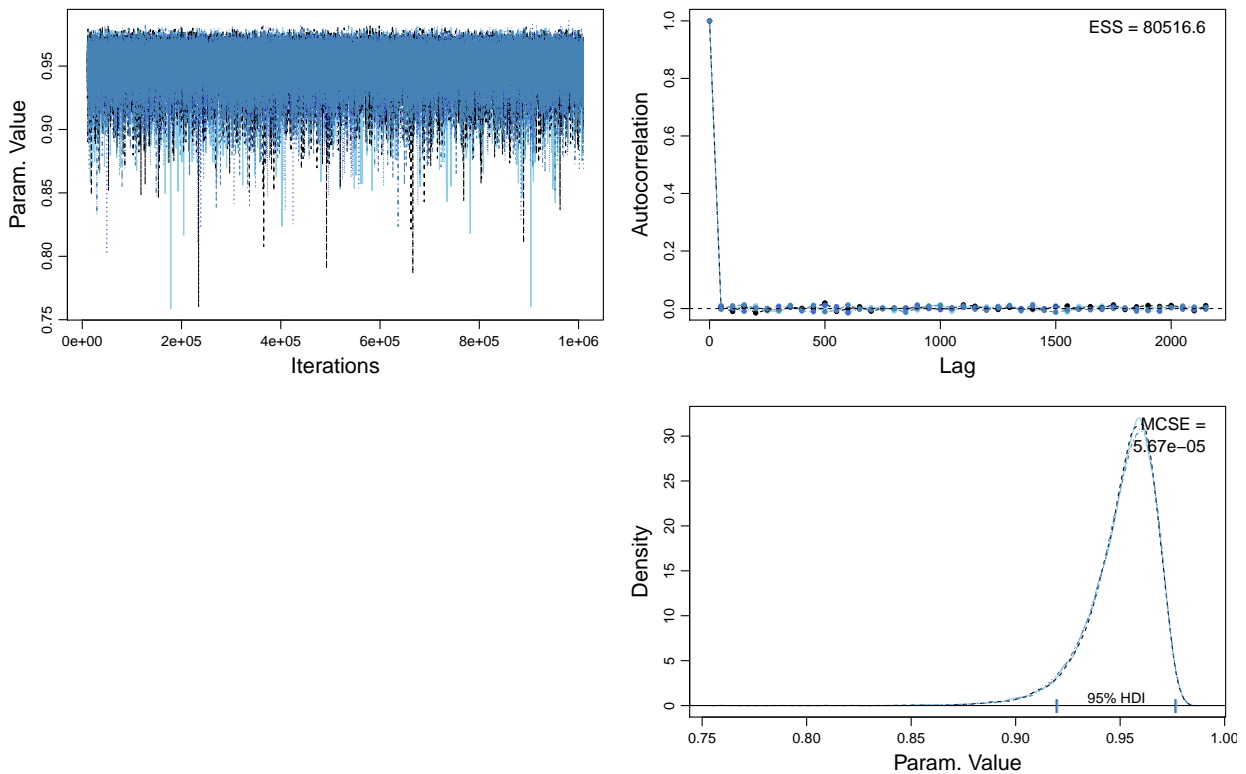 Param. Value
0.75
0.80
0.85
0.90
0.95
0e+00
2e+05
4e+05
6e+05
8e+05
1e+06
Iterations
Autocorrelation
0.0
0.2
0.4
0.6
0.8
1.0
ESS = 80516.6
0
500
1000
1500
2000
Lag
Density
0
5
10
15
20
25
30
MCSE =
5.67e−05
95% HDI
0.75
0.80
0.85
0.90
0.95
1.00
Param. Value